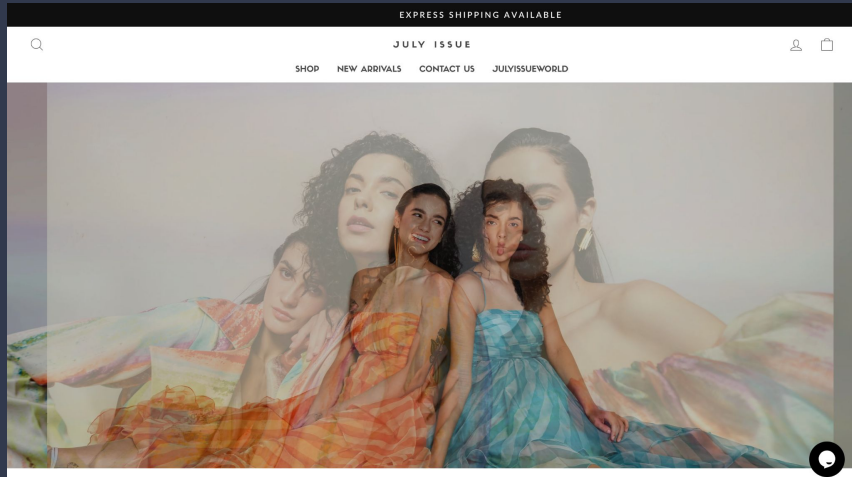 EXPRESS SHIPPING AVAILABLE
JULY ISSUE
SHOP NEW ARRIVALS CONTACT US JULYISSUEWORLD